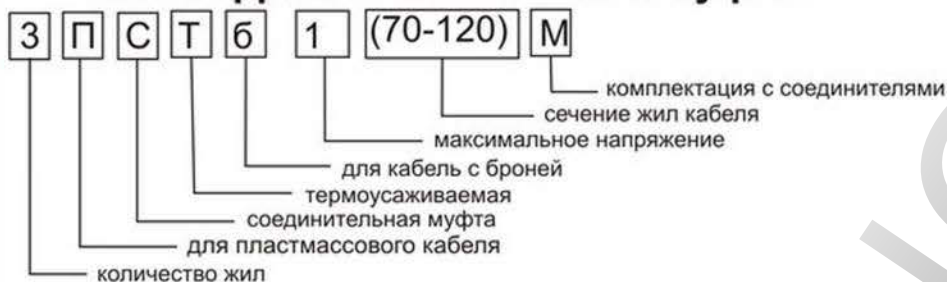 3 П С Т б 1 (70-120) М
комплектация с соединителями
сечение жил кабеля
максимальное напряжение
для кабель с броней
термоусаживаемая
соединительная муфта
для пластмассового кабеля
количество жил